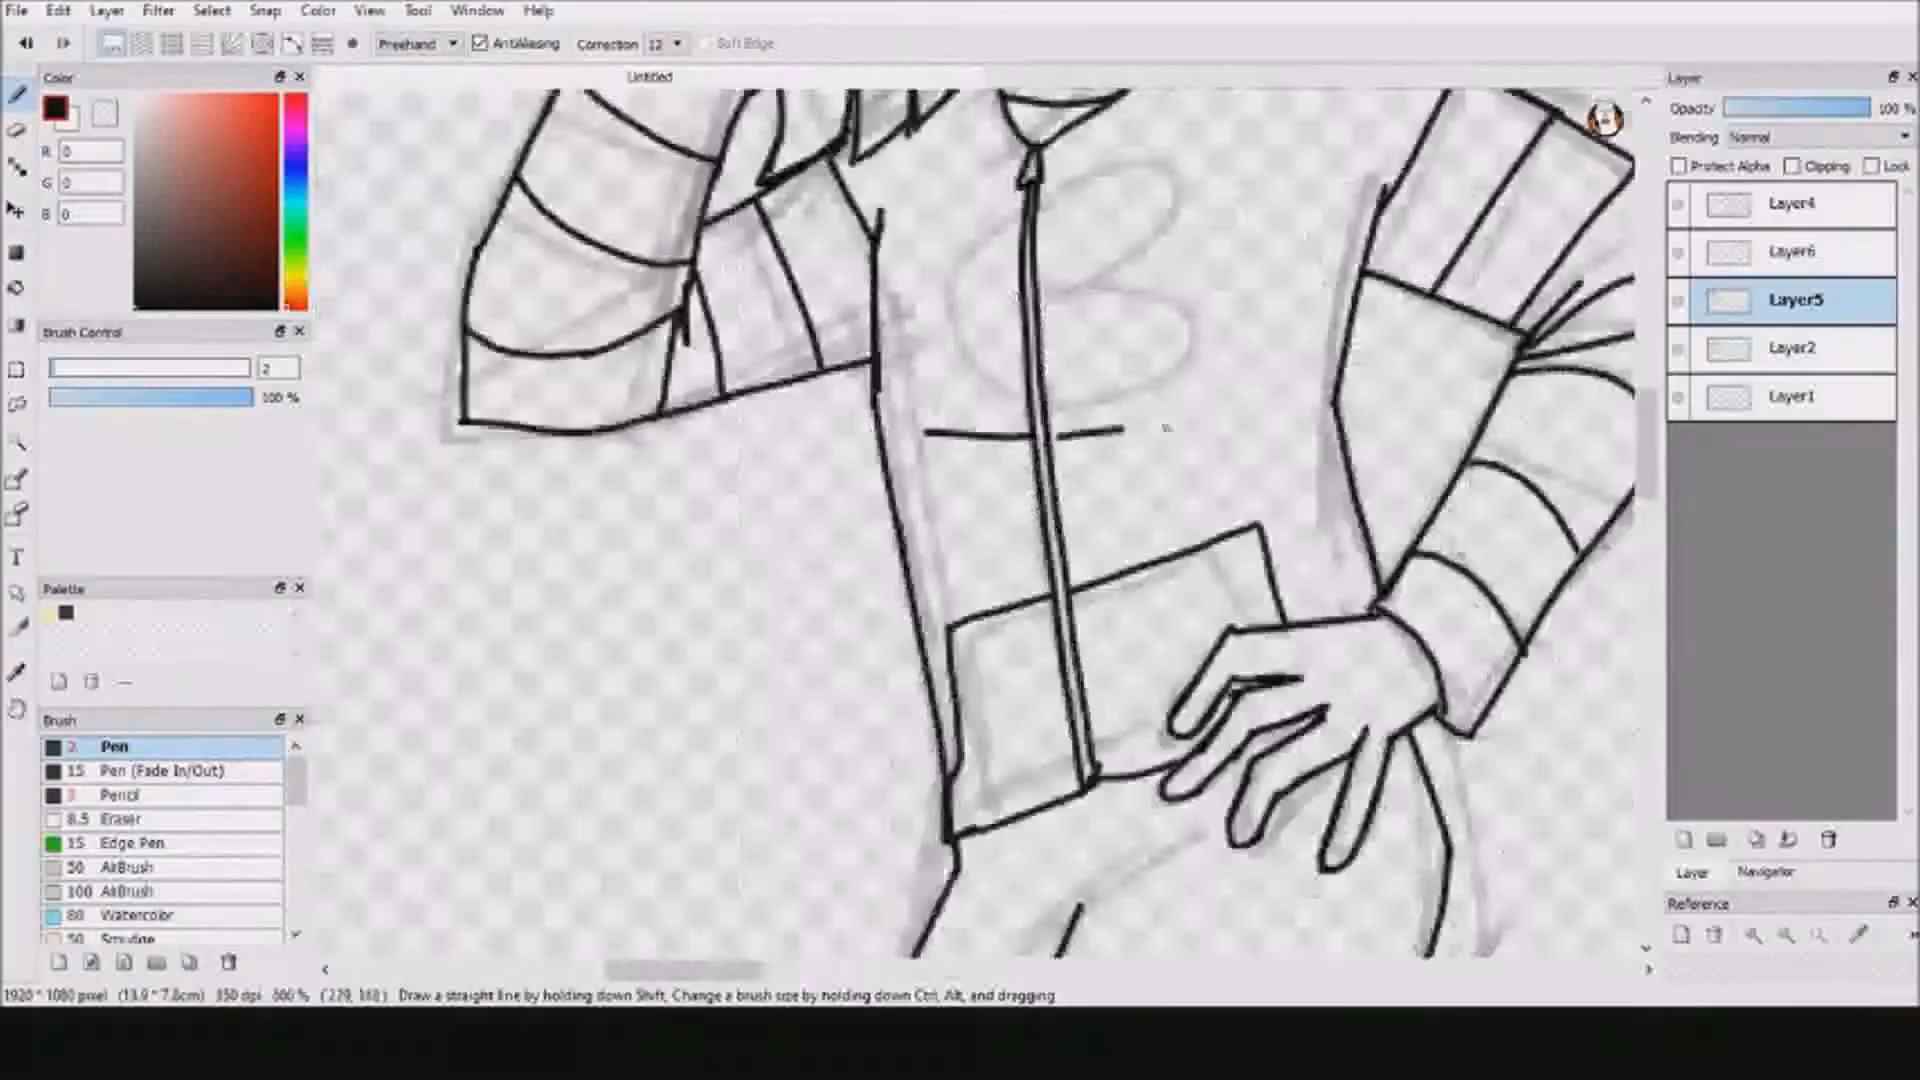 File Edit Layer Filter Select Snap Color View Tool Window Help
Freehand AntiAliasing Correction 12 Soft Edge
Color
Untitled
Layer
R 0
G 0
B 0
Opacity 100 %
Blending Normal
Protect Alpha Clipping Lock
Layer4
Layer6
Layer5
Layer2
Layer1
Brush Control
2
100 %
T
Palette
Brush
2 Pen
15 Pen (Fade In/Out)
3 Pencil
8.5 Eraser
15 Edge Pen
50 AirBrush
100 AirBrush
80 Watercolor
50 Smudge
Layer Navigator
Reference
1920 * 1080 pixel (13.9 * 7.8cm) 350 dpi Draw a straight line by holding down Shift, Change a brush size by holding down Ctrl, Alt, and dragging